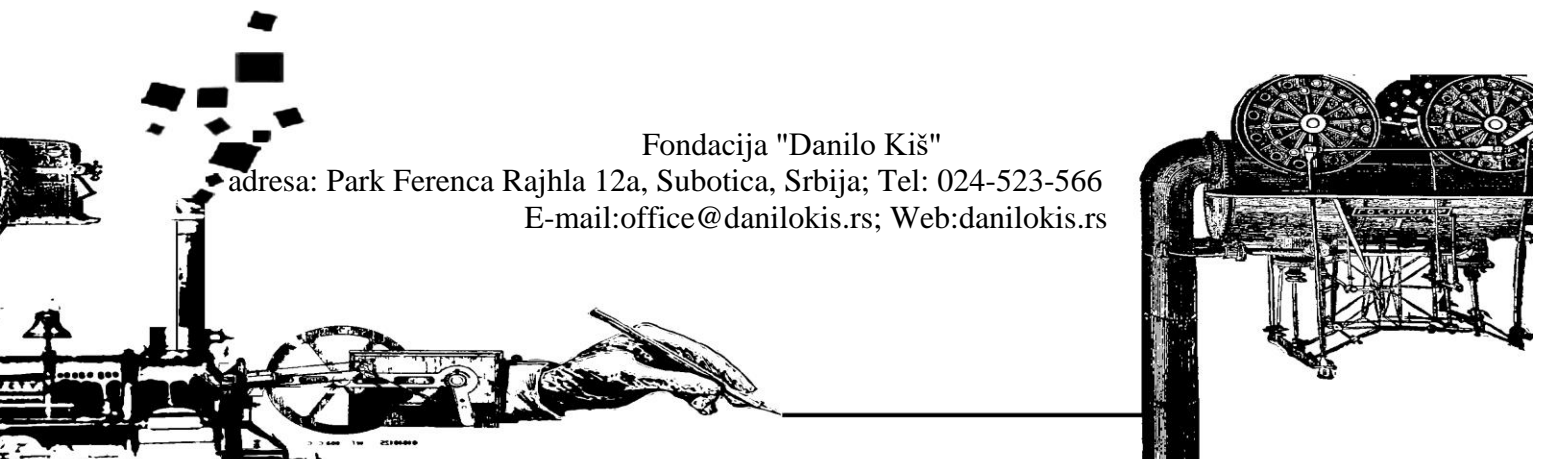 Fondacija "Danilo Kiš"
adresa: Park Ferenca Rajhla 12a, Subotica, Srbija; Tel: 024-523-566
E-mail:office@danilokis.rs; Web:danilokis.rs